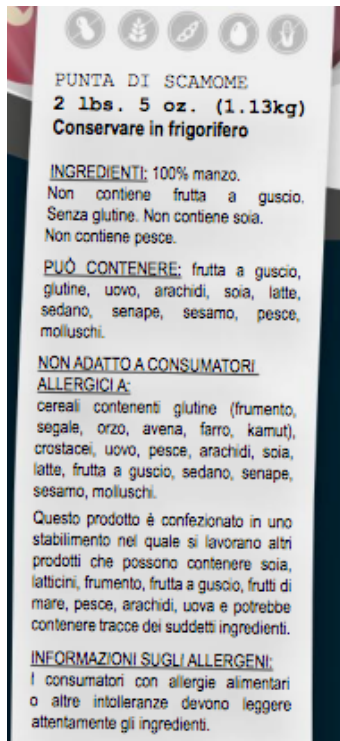 PUNTA DI SCAMONE
2 lbs. 5 oz. (1.13kg)
Conservare in frigorifero
INGREDIENTI: 100% manzo.
Non contiene frutta a guscio.
Senza glutine. Non contiene soia.
Non contiene pesce.
PUÒ CONTENERE: frutta a guscio,
glutine, uovo, arachidi, soia, latte,
sedano, senape, sesamo, pesce,
molluschi.
NON ADATTO A CONSUMATORI
ALLERGICI A:
cereali contenenti glutine (frumento,
segale, orzo, avena, farro, kamut),
crostacei, uovo, pesce, arachidi, soia,
latte, frutta a guscio, sedano, senape,
sesamo, molluschi.
Questo prodotto è confezionato in uno
stabilimento nel quale si lavorano altri
prodotti che possono contenere soia,
latticini, frumento, frutta a guscio, frutti di
mare, pesce, arachidi, uova e potrebbe
contenere tracce dei suddetti ingredienti.
INFORMAZIONI SUGLI ALLERGENI:
I consumatori con allergie alimentari
o altre intolleranze devono leggere
attentamente gli ingredienti.